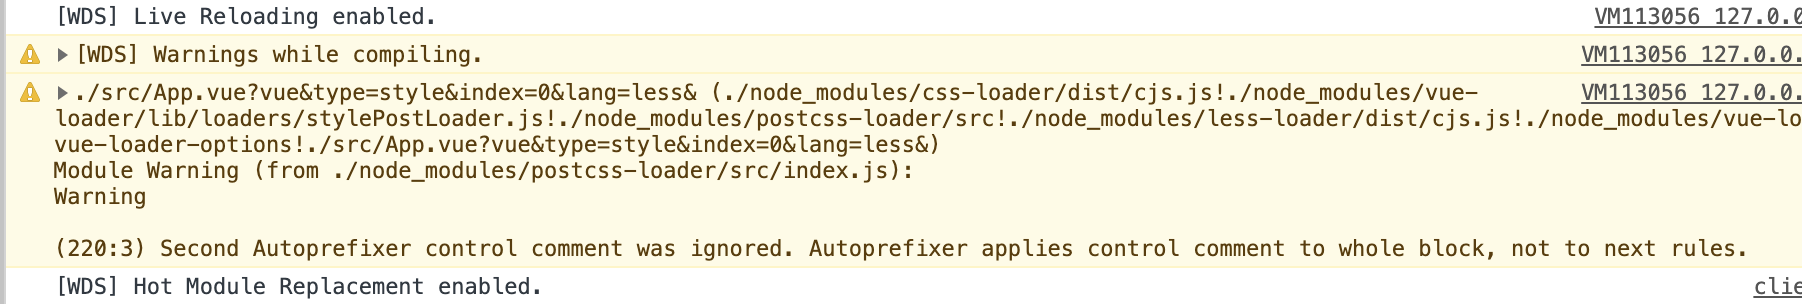 [WDS] Live Reloading enabled. VM113056 127.0.0
[WDS] Warnings while compiling. VM113056 127.0.0.
./src/App.vue?vue&type=style&index=0&lang=less& (./node_modules/css-loader/dist/cjs.js!./node_modules/vue- VM113056 127.0.0.
loader/lib/loaders/stylePostLoader.js!./node_modules/postcss-loader/src!./node_modules/less-loader/dist/cjs.js!./node_modules/vue-lo
vue-loader-options!./src/App.vue?vue&type=style&index=0&lang=less&)
Module Warning (from ./node_modules/postcss-loader/src/index.js):
Warning
(220:3) Second Autoprefixer control comment was ignored. Autoprefixer applies control comment to whole block, not to next rules.
[WDS] Hot Module Replacement enabled. clie